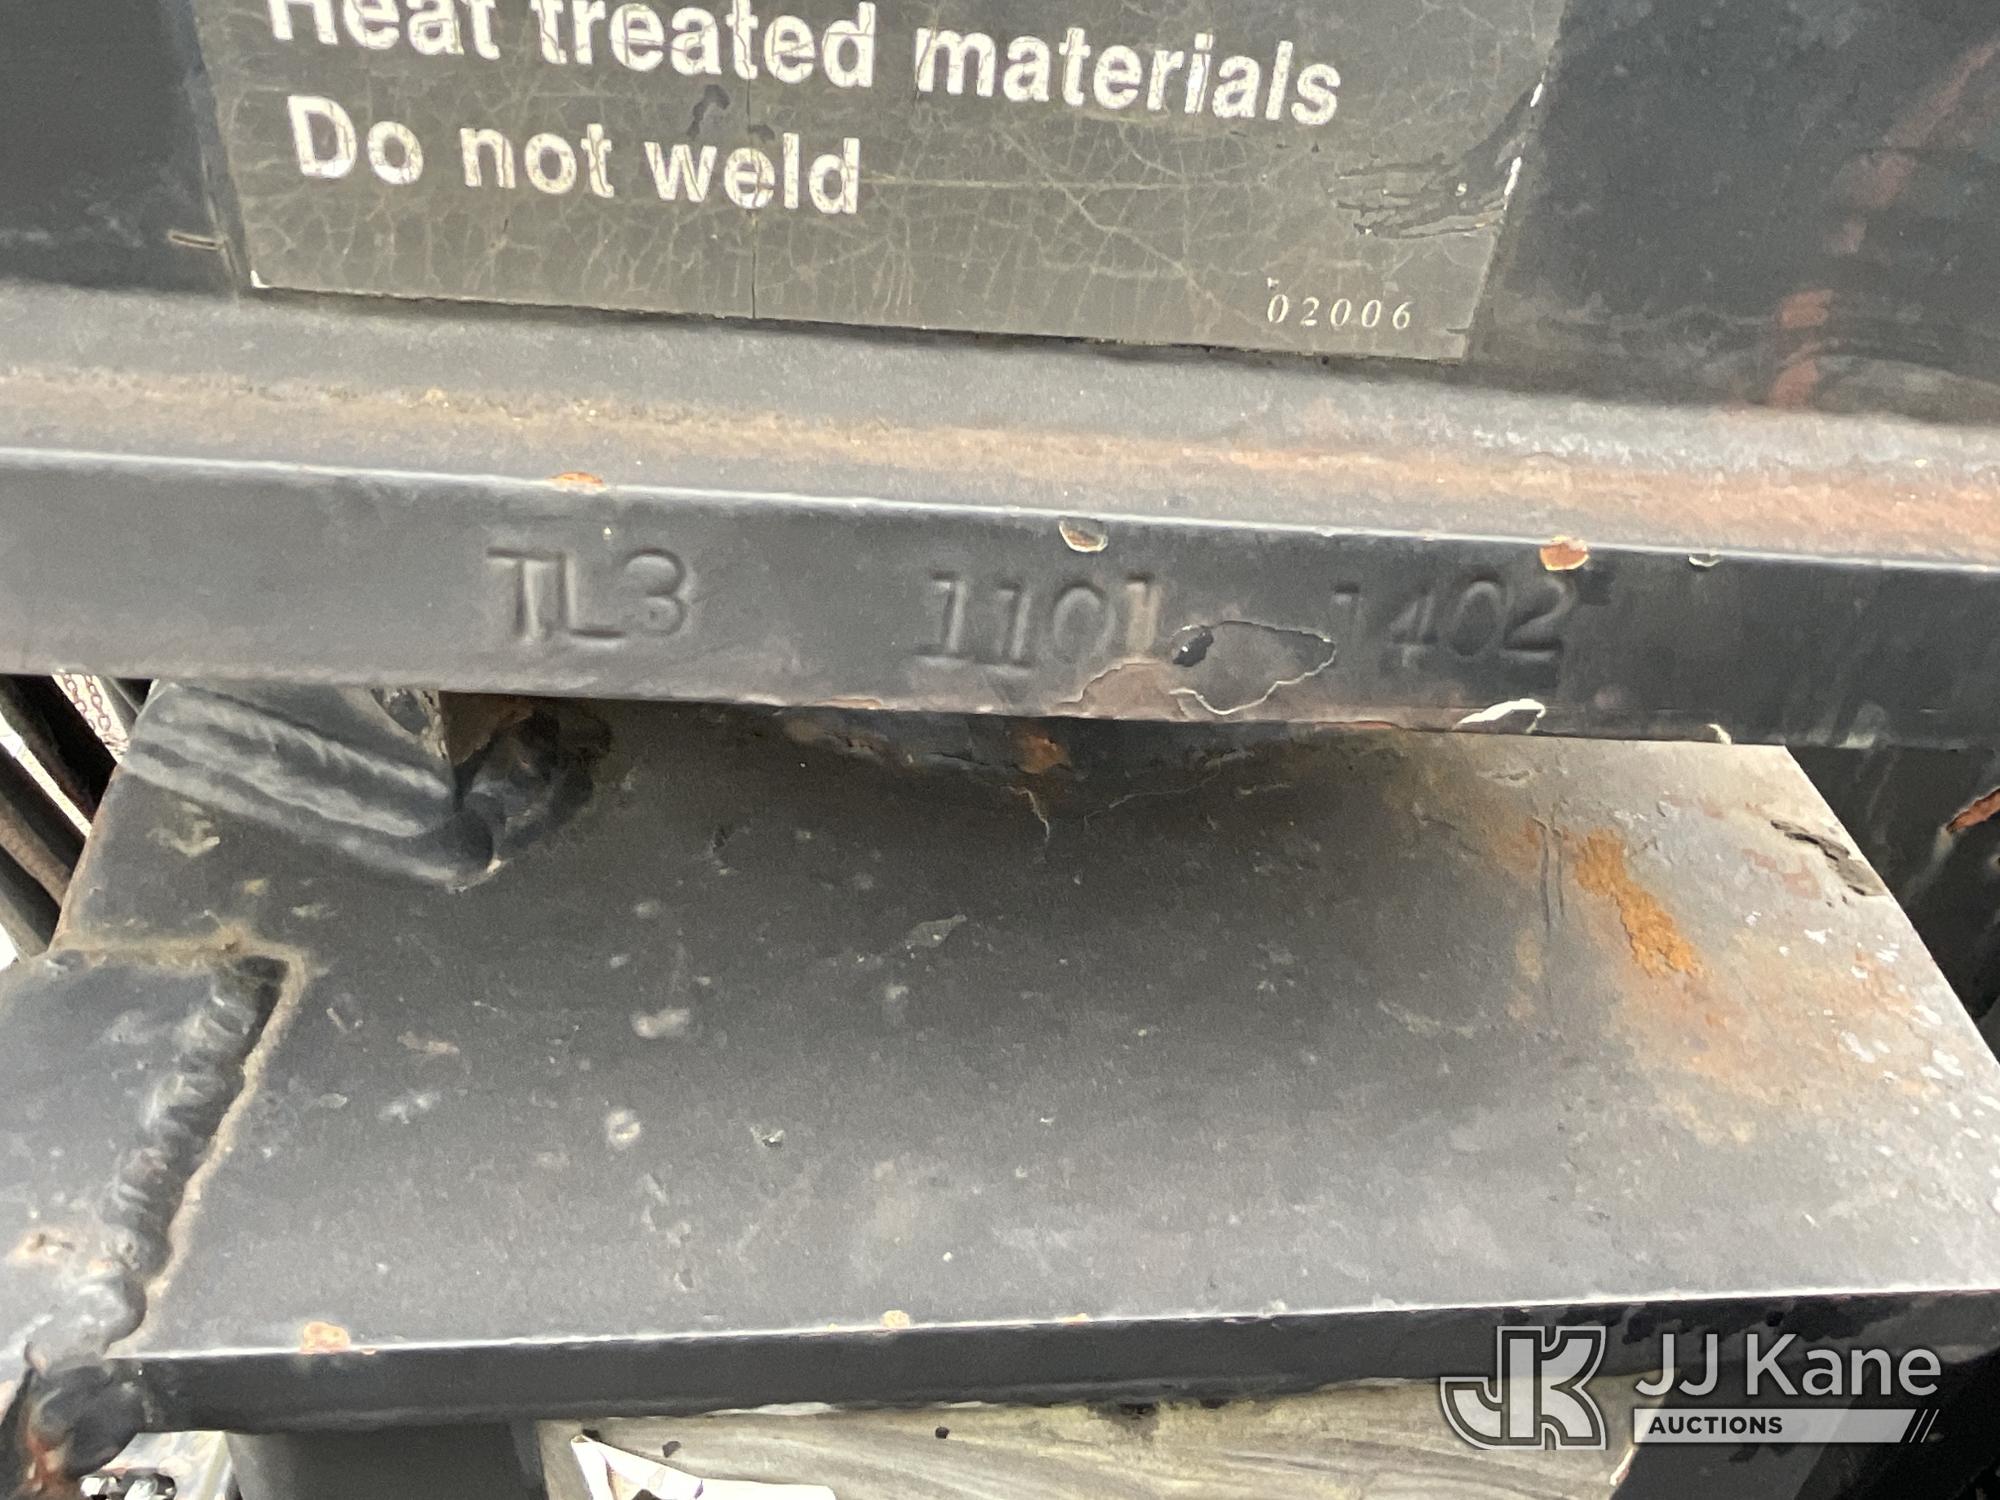 Heat treated materials
Do not weld
02006
TL3 1101 1402
JJ Kane
AUCTIONS